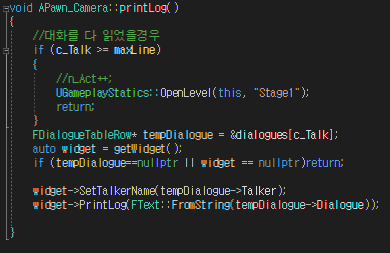 void APawn_Camera::printLog()
{
//대화를 다 읽었을경우
if (c_Talk >= maxLine)
{
//n_Act++;
UGameplayStatics::OpenLevel(this, "Stage1");
return;
}
FDialogueTableRow* tempDialogue = &dialogues[c_Talk];
auto widget = getWidget();
if (tempDialogue==nullptr || widget == nullptr)return;
widget->SetTalkerName(tempDialogue->Talker);
widget->PrintLog(FText::FromString(tempDialogue->Dialogue));
}